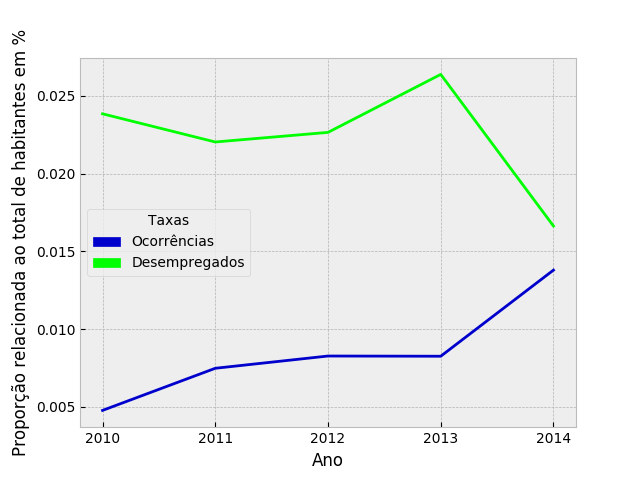 Proporção relacionada ao total de habitantes em %
0.025
0.020
0.015
0.010
0.005
Taxas
Ocorrências
Desempregados
2010 2011 2012 2013 2014
Ano